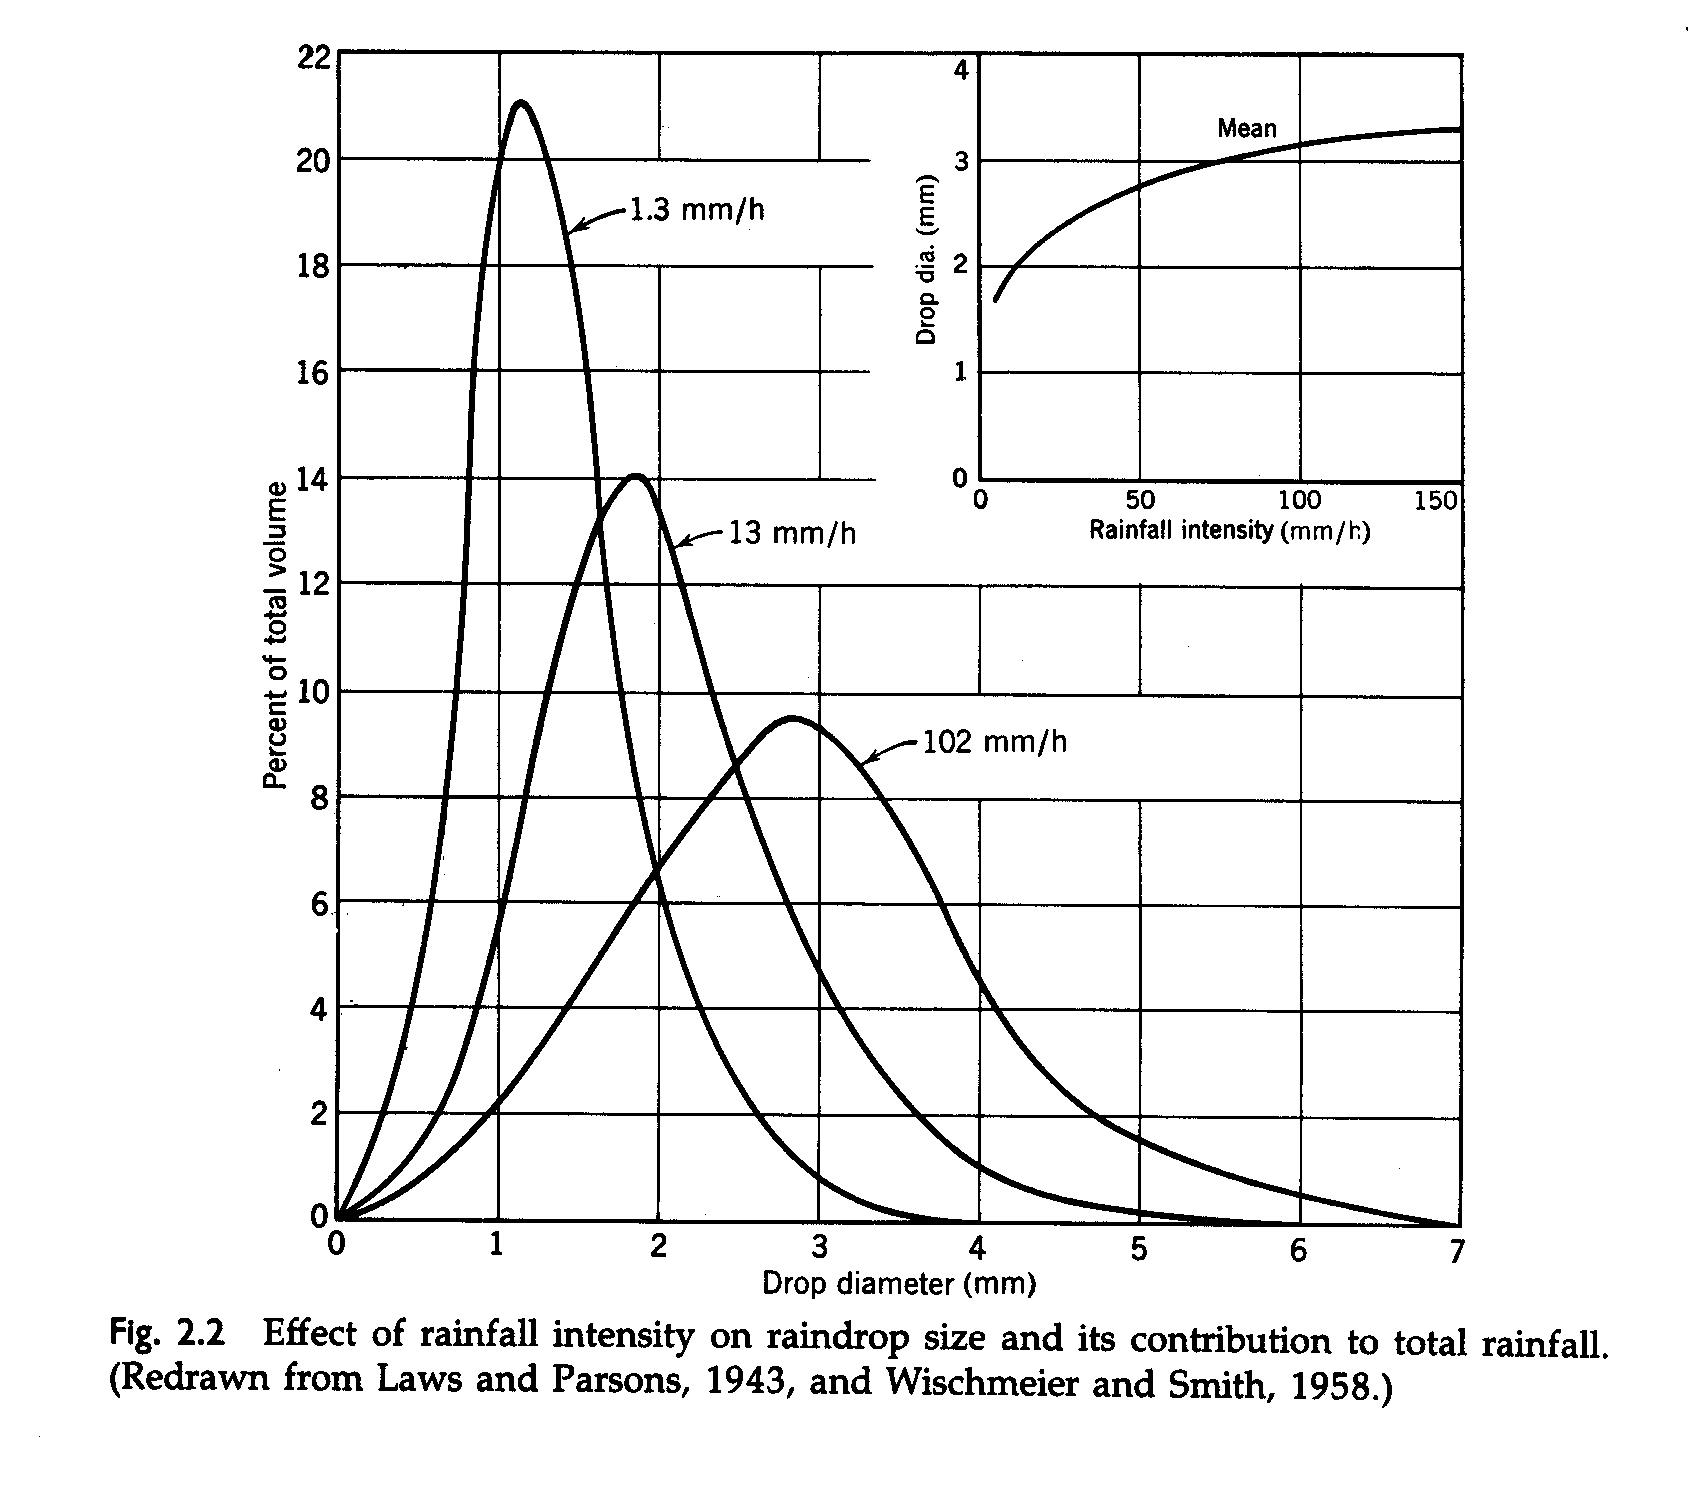 22
20
18
16
14
12
10
8
6
4
2
0
Percent of total volume
1.3 mm/h
13 mm/h
102 mm/h
4
3
2
1
0
Drop dia. (mm)
Mean
0 50 100 150
Rainfall intensity (mm/h)
0 1 2 3 4 5 6 7
Drop diameter (mm)
Fig. 2.2 Effect of rainfall intensity on raindrop size and its contribution to total rainfall.
(Redrawn from Laws and Parsons, 1943, and Wischmeier and Smith, 1958.)